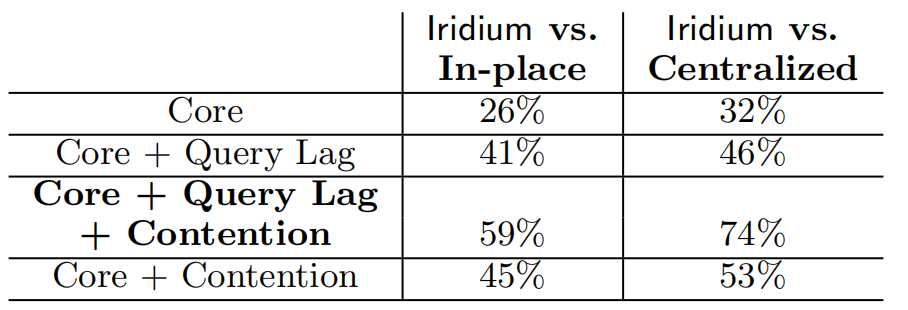 Iridium vs. Iridium vs.
In-place Centralized
Core 26% 32%
Core + Query Lag 41% 46%
Core + Query Lag
+ Contention 59% 74%
Core + Contention 45% 53%